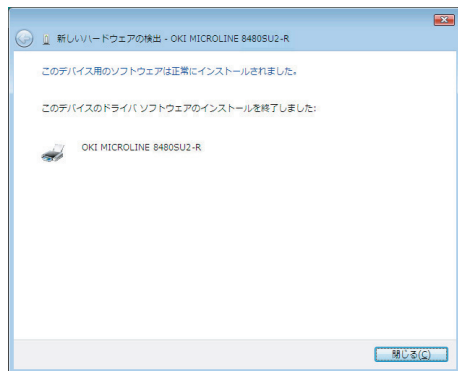 新しいハードウェアの検出 - OKI MICROLINE 8480SU2-R
このデバイス用のソフトウェアは正常にインストールされました。
このデバイスのドライバ ソフトウェアのインストールを終了しました:
OKI MICROLINE 8480SU2-R
閉じる(C)